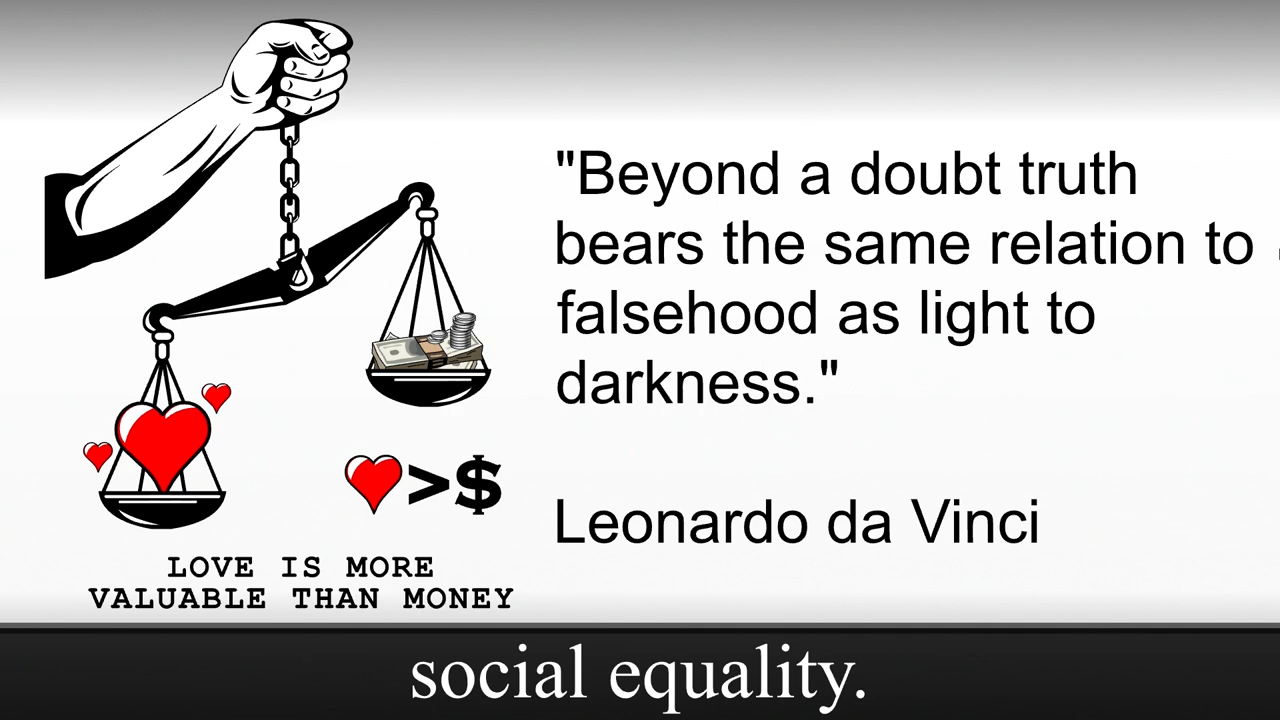 "Beyond a doubt truth
bears the same relation to
falsehood as light to
darkness."
Leonardo da Vinci
❤>$
LOVE IS MORE
VALUABLE THAN MONEY
social equality.